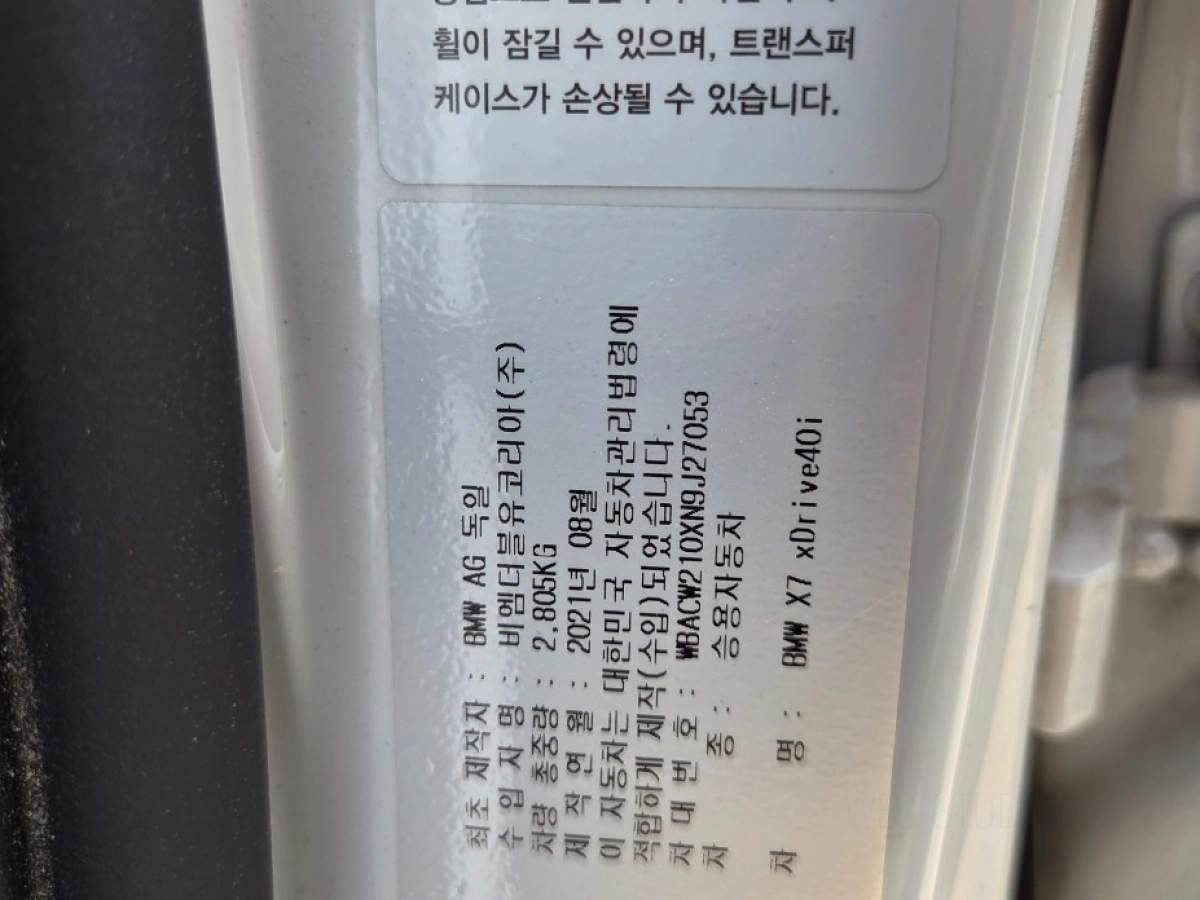 휠이 잠길 수 있으며, 트랜스퍼
케이스가 손상될 수 있습니다.
최초 제작자 : BMW AG 독일
수 입 자 명 : 비엠더블유코리아(주)
차량 총중량 : 2,805KG
제 작 연 월 : 2021년 08월
이 자동차는 대한민국 자동차관리법령에
적합하게 제작(수입)되었습니다.
차 대 번 호 : WBACW210XN9J27053
차 종 : 승용자동차
차 명 : BMW X7 xDrive40i